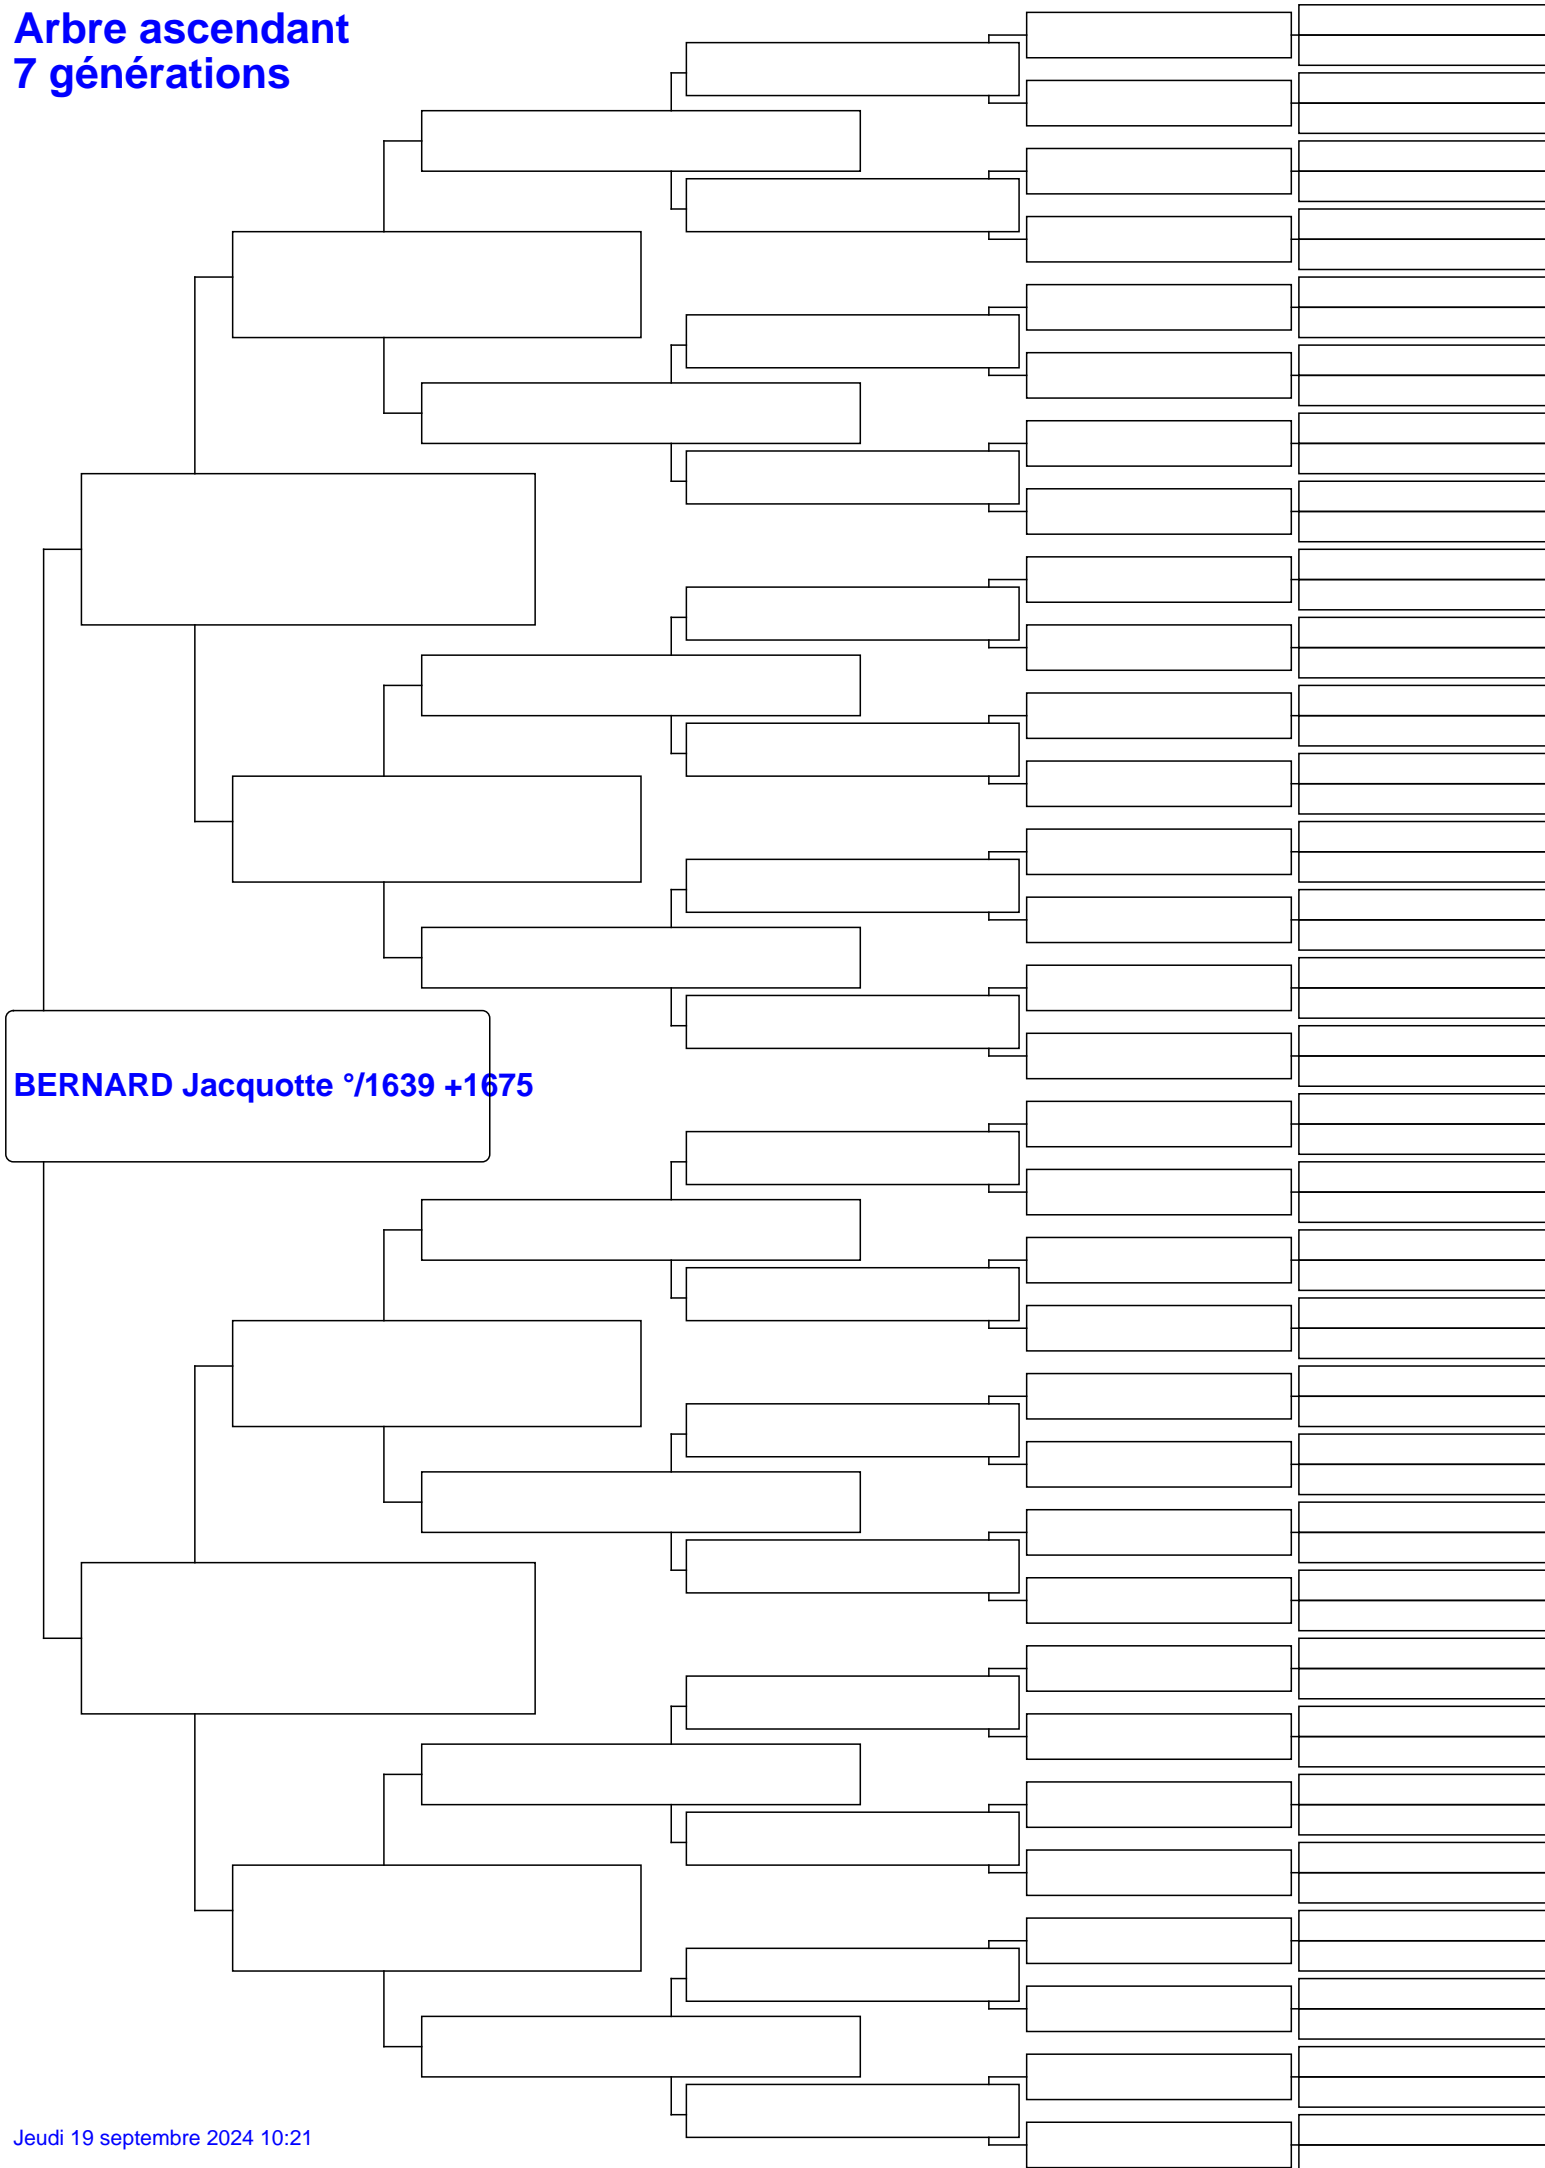 Arbre ascendant
7 générations
BERNARD Jacquotte °/1639 +1675
Jeudi 19 septembre 2024 10:21